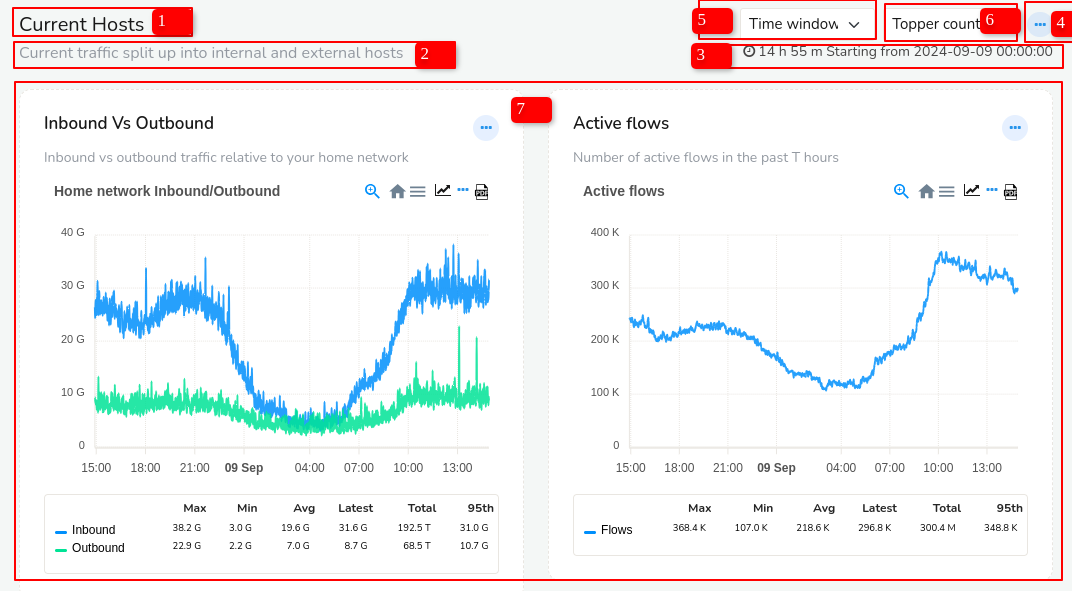 Current Hosts 1
5 Time window
Topper count 6
4
Current traffic split up into internal and external hosts 2
3 14 h 55 m Starting from 2024-09-09 00:00:00
7
Inbound Vs Outbound
Inbound vs outbound traffic relative to your home network
Home network Inbound/Outbound
PDF
40 G
30 G
20 G
10 G
0
15:00 18:00 21:00 09 Sep 04:00 07:00 10:00 13:00
Max Min Avg Latest Total 95th
Inbound 38.2 G 3.0 G 19.6 G 31.6 G 192.5 T 31.0 G
Outbound 22.9 G 2.2 G 7.0 G 8.7 G 68.5 T 10.7 G
Active flows
Number of active flows in the past T hours
Active flows
PDF
400 K
300 K
200 K
100 K
0
15:00 18:00 21:00 09 Sep 04:00 07:00 10:00 13:00
Max Min Avg Latest Total 95th
Flows 368.4 K 107.0 K 218.6 K 296.8 K 300.4 M 348.8 K